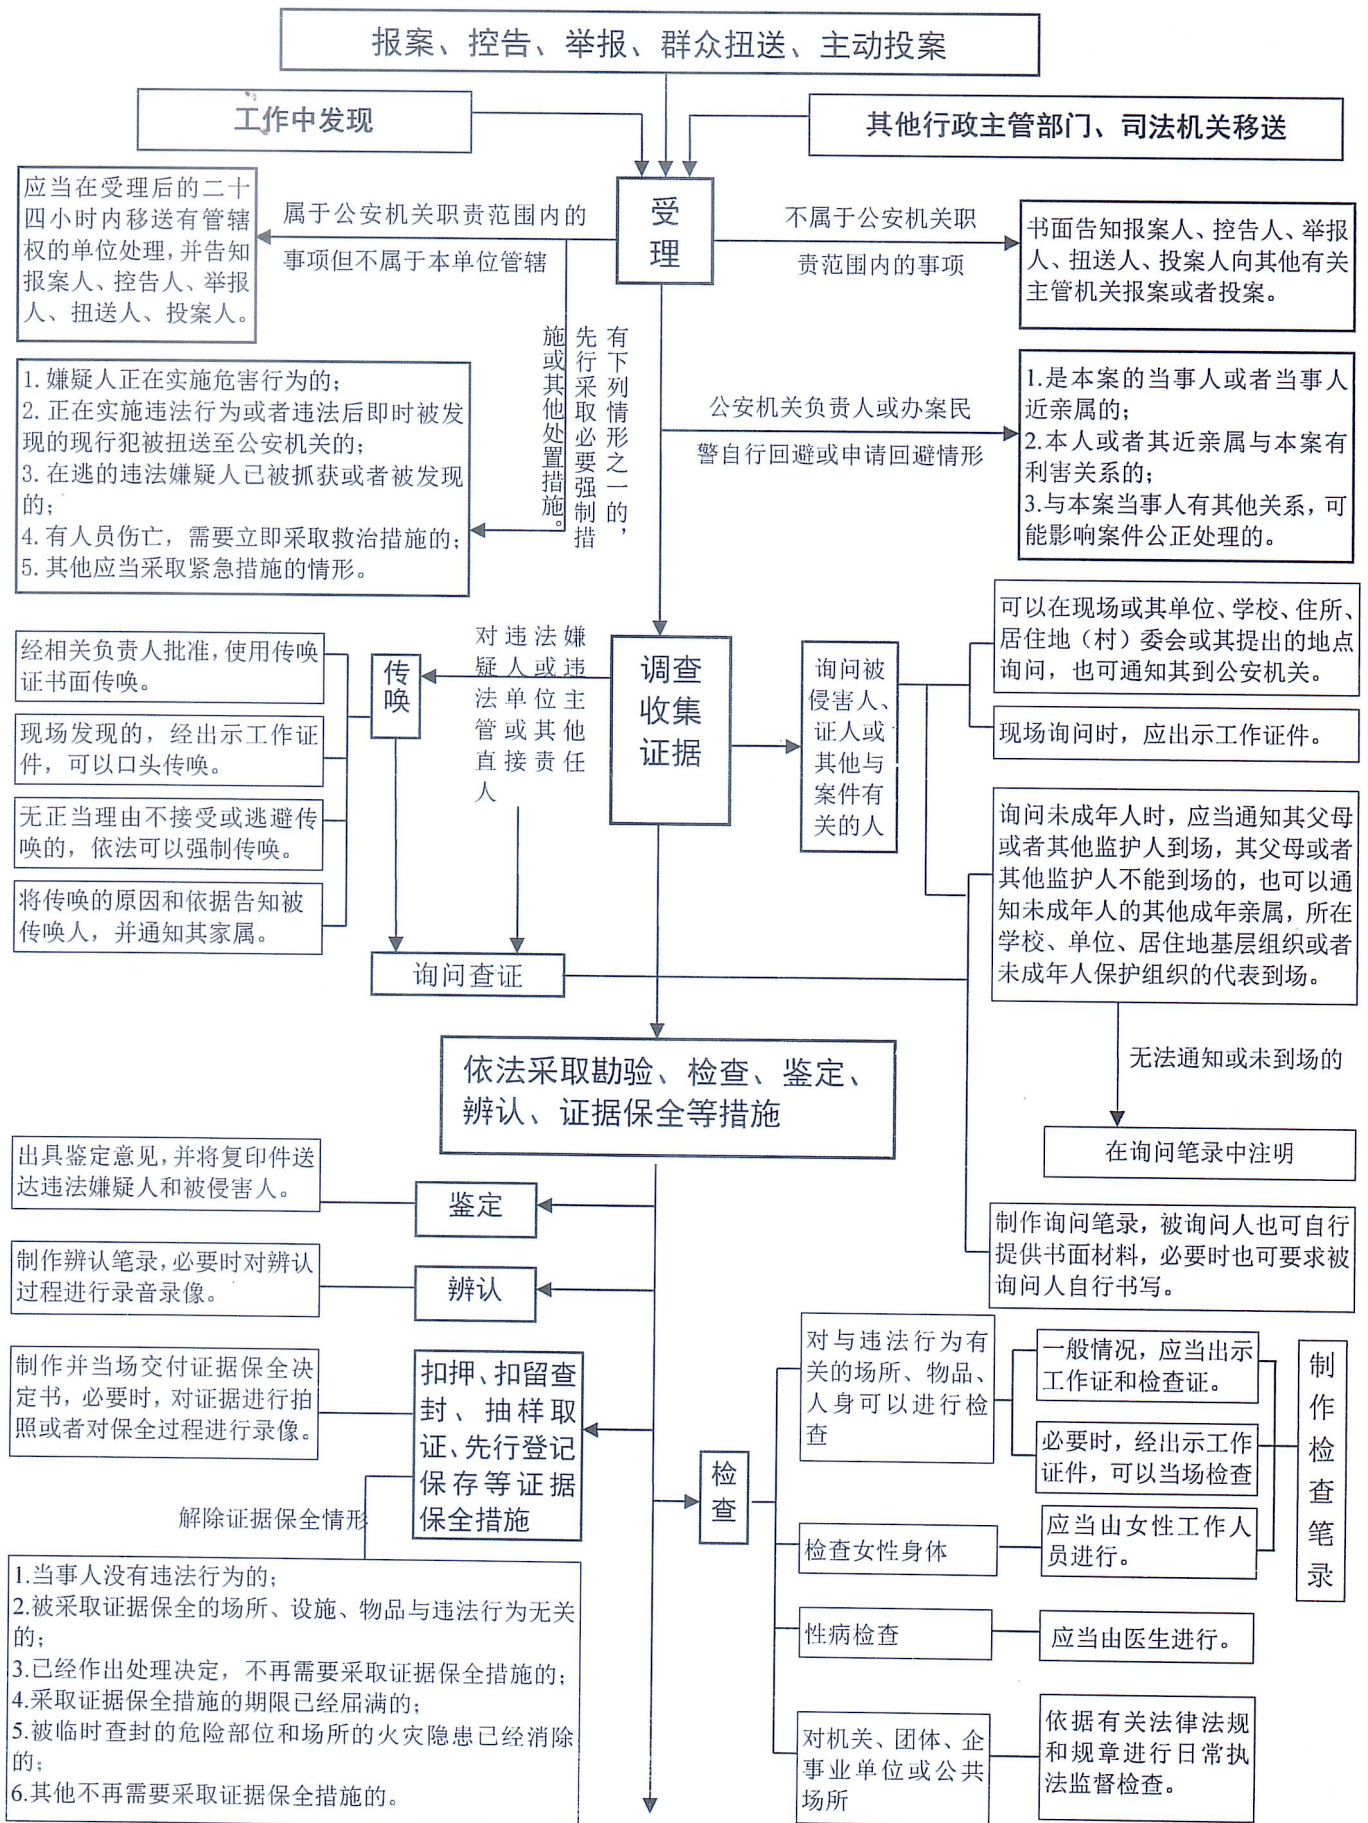 报案、控告、举报、群众扭送、主动投案
工作中发现
其他行政主管部门、司法机关移送
受
理
应当在受理后的二十
四小时内移送有管辖
权的单位处理,并告知
报案人、控告人、举报
人、扭送人、投案人。
属于公安机关职责范围内的
事项但不属于本单位管辖
不属于公安机关职
责范围内的事项
书面告知报案人、控告人、举报
人、扭送人、投案人向其他有关
主管机关报案或者投案。
有下列情形之一的,
先行采取必要强制措
施或其他处置措施。
1. 嫌疑人正在实施危害行为的;
2. 正在实施违法行为或者违法后即时被发
现的现行犯被扭送至公安机关的;
3. 在逃的违法嫌疑人已被抓获或者被发现
的;
4. 有人员伤亡，需要立即采取救治措施的;
5. 其他应当采取紧急措施的情形。
公安机关负责人或办案民
警自行回避或申请回避情形
1.是本案的当事人或者当事人
近亲属的;
2.本人或者其近亲属与本案有
利害关系的;
3.与本案当事人有其他关系,可
能影响案件公正处理的。
经相关负责人批准,使用传唤
证书面传唤。
现场发现的，经出示工作证
件，可以口头传唤。
无正当理由不接受或逃避传
唤的，依法可以强制传唤。
将传唤的原因和依据告知被
传唤人，并通知其家属。
传
唤
对违法嫌
疑人或违
法单位主
管或其他
直接责任
人
调查
收集
证据
询问被
侵害人、
证人或
其他与
案件有
关的人
可以在现场或其单位、学校、住所、
居住地（村）委会或其提出的地点
询问，也可通知其到公安机关。
现场询问时，应出示工作证件。
询问未成年人时，应当通知其父母
或者其他监护人到场，其父母或者
其他监护人不能到场的，也可以通
知未成年人的其他成年亲属，所在
学校、单位、居住地基层组织或者
未成年人保护组织的代表到场。
无法通知或未到场的
在询问笔录中注明
询问查证
制作询问笔录，被询问人也可自行
提供书面材料，必要时也可要求被
询问人自行书写。
依法采取勘验、检查、鉴定、
辨认、证据保全等措施
出具鉴定意见,并将复印件送
达违法嫌疑人和被侵害人。
鉴定
制作辨认笔录,必要时对辨认
过程进行录音录像。
辨认
制作并当场交付证据保全决
定书，必要时，对证据进行拍
照或者对保全过程进行录像。
扣押、扣留查
封、抽样取
证、先行登记
保存等证据
保全措施
解除证据保全情形
1.当事人没有违法行为的;
2.被采取证据保全的场所、设施、物品与违法行为无关
的;
3.已经作出处理决定，不再需要采取证据保全措施的;
4.采取证据保全措施的期限已经届满的;
5.被临时查封的危险部位和场所的火灾隐患已经消除
的;
6.其他不再需要采取证据保全措施的。
检
查
对与违法行为有
关的场所、物品、
人身可以进行检
查
一般情况，应当出示
工作证和检查证。
必要时，经出示工作
证件，可以当场检查
检查女性身体
应当由女性工作人
员进行。
制
作
检
查
笔
录
性病检查
应当由医生进行。
对机关、团体、企
事业单位或公共
场所
依据有关法律法规
和规章进行日常执
法监督检查。